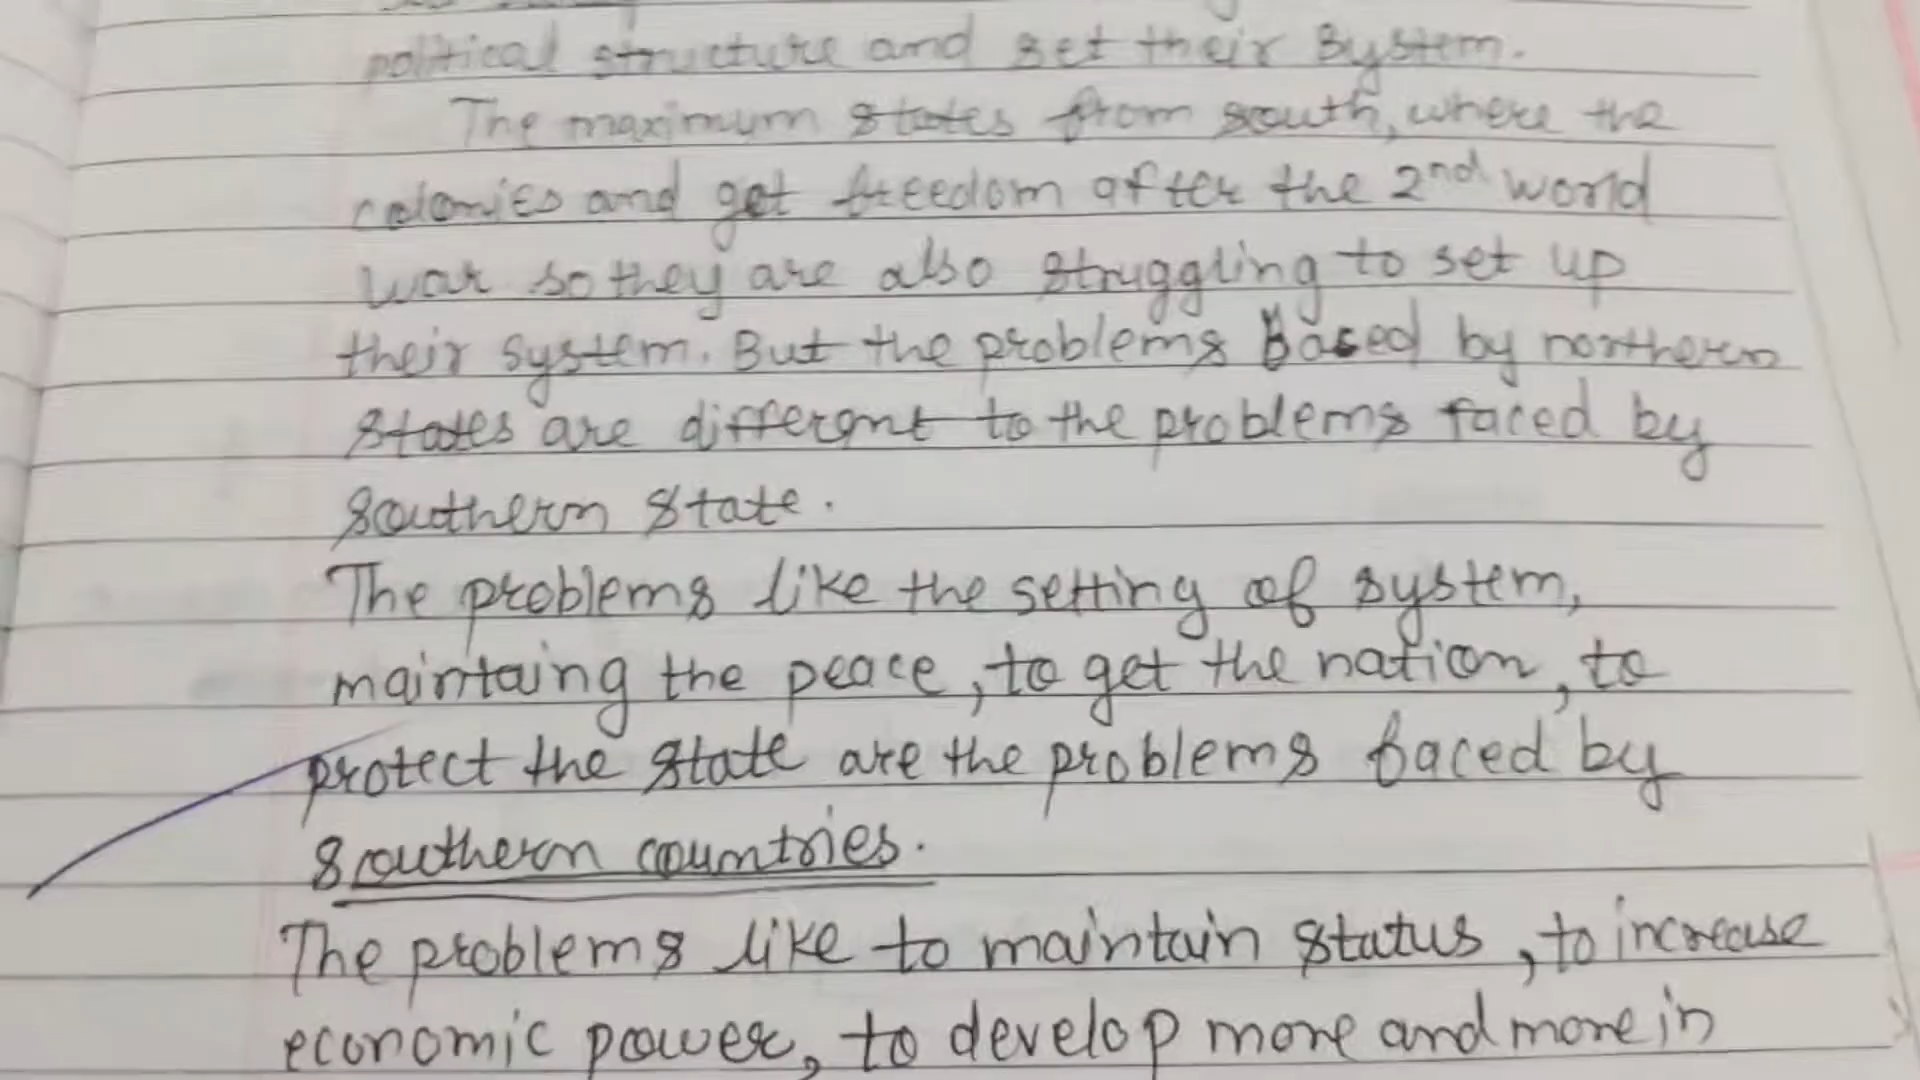 political structure and set their system.
The maximum states from south, where the
colonies and get freedom after the 2nd world
war so they are also struggling to set up
their system. But the problems based by northern
states are different to the problems faced by
southern state.
The problems like the setting of system,
maintaing the peace, to get the nation, to
protect the state are the problems faced by
southern countries.
The problems like to maintain status, to increase
economic power, to develop more and more in